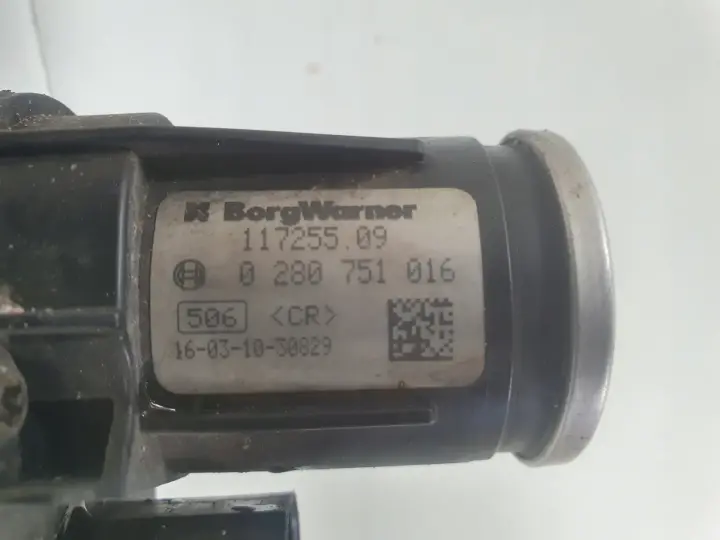 BorgWarner
117255.09
0 280 751 016
506 <CR>
16-03-10-30829